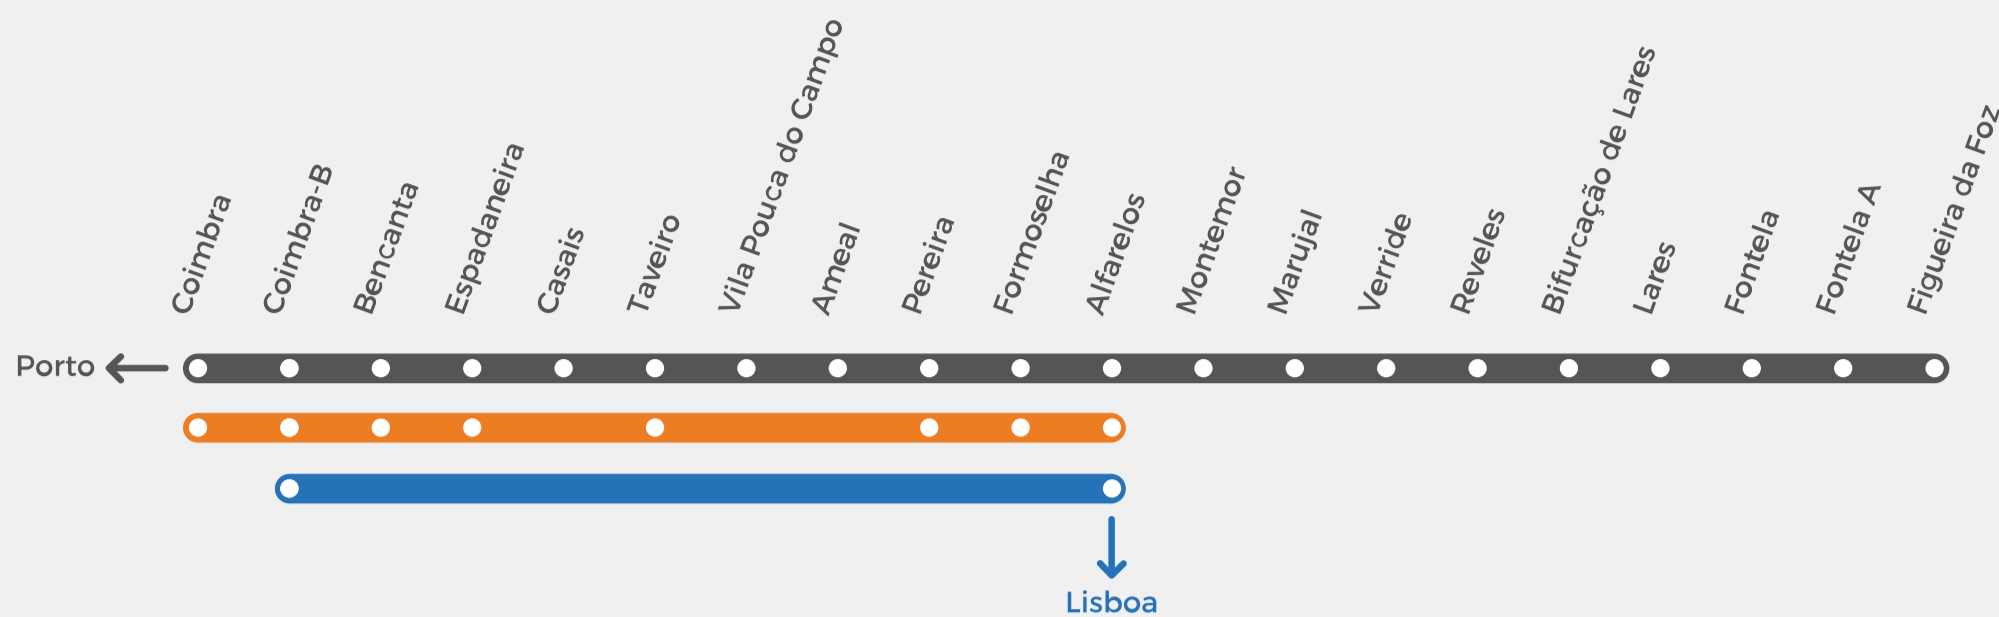 Coimbra
Coimbra-B
Bencanta
Espadaneira
Casais
Taveiro
Vila Pouca do Campo
Ameal
Pereira
Formoselha
Alfarelos
Montemor
Marujal
Verride
Reveles
Bifurcação de Lares
Lares
Fontela
Fontela A
Figueira da Foz
Porto
Lisboa